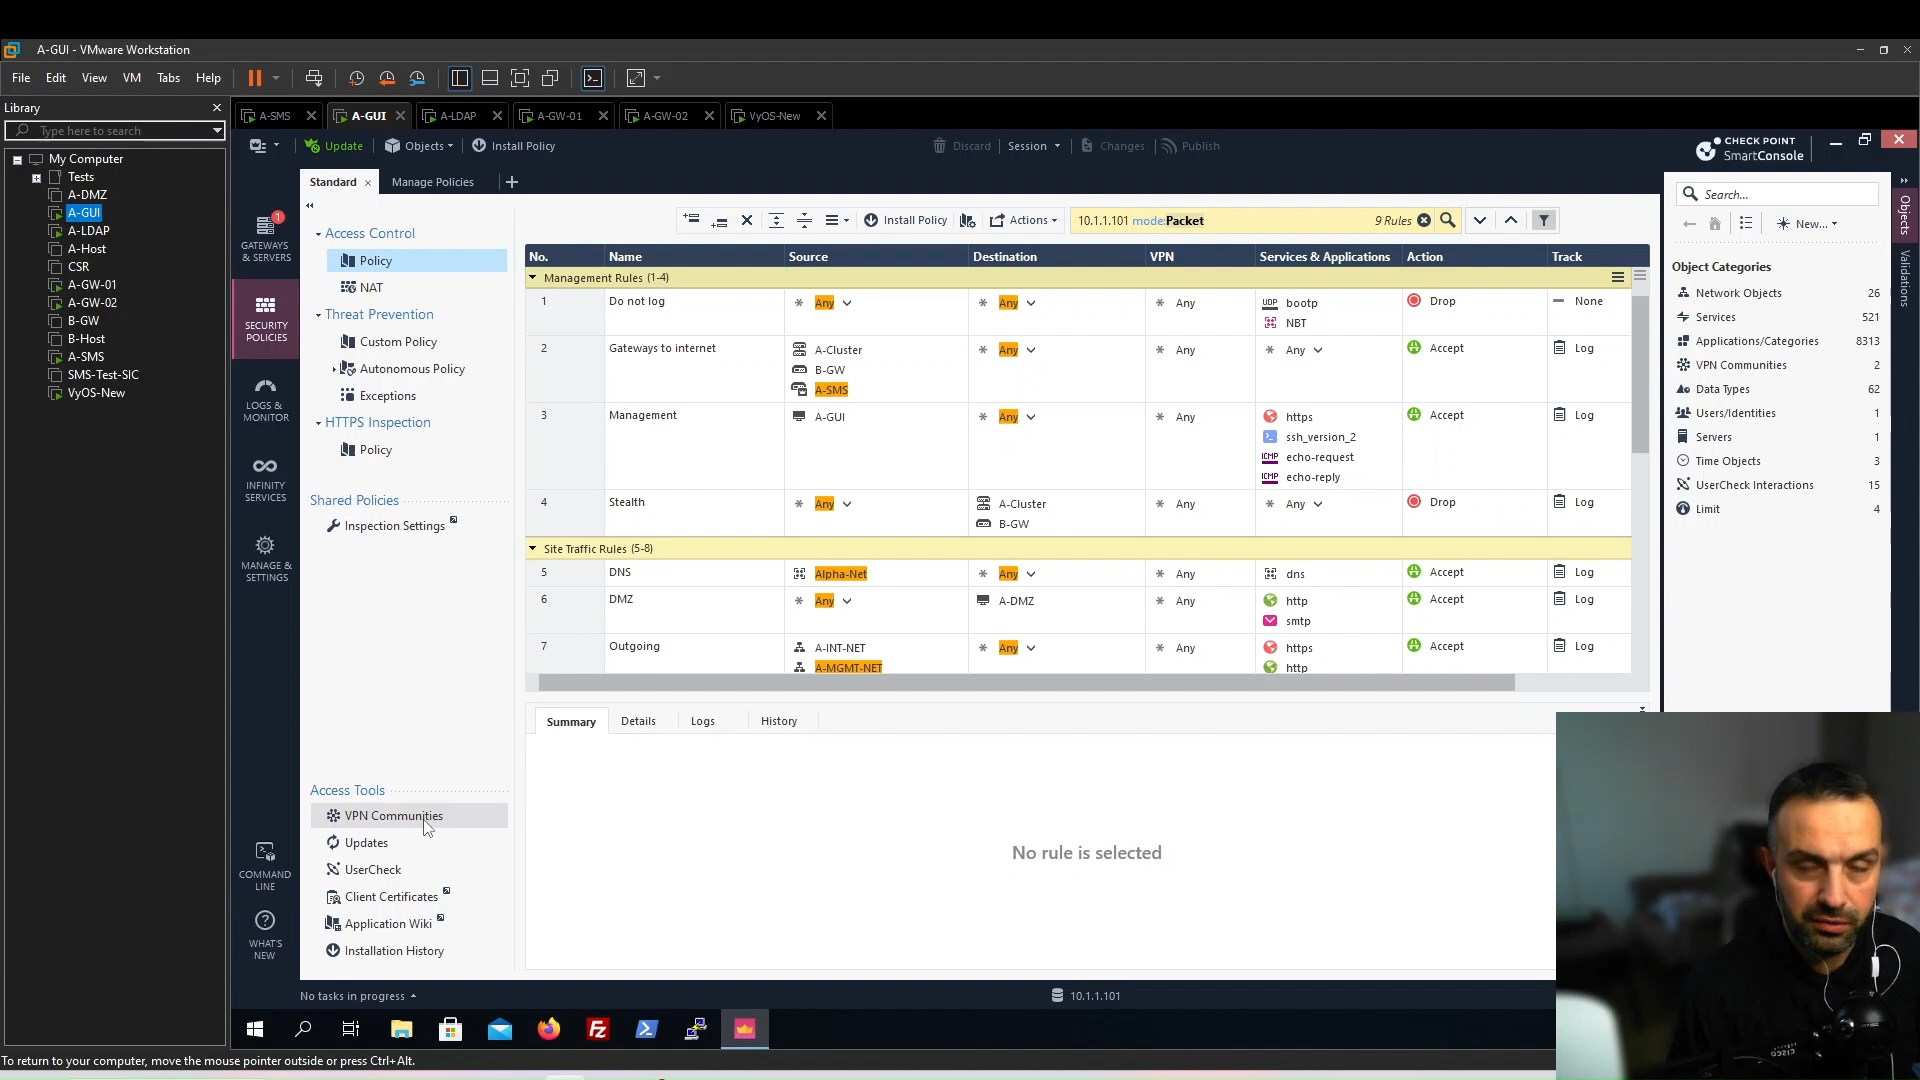 A-GUI - VMware Workstation
File Edit View VM Tabs Help
Library
Type here to search
My Computer
Tests
A-DMZ
A-GUI
A-LDAP
A-Host
CSR
A-GW-01
A-GW-02
B-GW
B-Host
A-SMS
SMS-Test-SIC
VyOS-New
A-SMS A-GUI A-LDAP A-GW-01 A-GW-02 VyOS-New
Update Objects Install Policy Discard Session Changes Publish
CHECK POINT
SmartConsole
Standard Manage Policies
1
GATEWAYS
& SERVERS
SECURITY
POLICIES
LOGS &
MONITOR
INFINITY
SERVICES
MANAGE &
SETTINGS
COMMAND
LINE
WHAT'S
NEW
Access Control
Policy
NAT
Threat Prevention
Custom Policy
Autonomous Policy
Exceptions
HTTPS Inspection
Policy
Shared Policies
Inspection Settings
Access Tools
VPN Communities
Updates
UserCheck
Client Certificates
Application Wiki
Installation History
Install Policy Actions 10.1.1.101 mode:Packet 9 Rules
No. Name Source Destination VPN Services & Applications Action Track
Management Rules (1-4)
1 Do not log Any Any Any UDP bootp Drop None
NBT
2 Gateways to internet A-Cluster Any Any Any Accept Log
B-GW
A-SMS
3 Management A-GUI Any Any https Accept Log
ssh_version_2
ICMP echo-request
ICMP echo-reply
4 Stealth Any A-Cluster Any Any Drop Log
B-GW
Site Traffic Rules (5-8)
5 DNS Alpha-Net Any Any dns Accept Log
6 DMZ Any A-DMZ Any http Accept Log
smtp
7 Outgoing A-INT-NET Any Any https Accept Log
A-MGMT-NET http
Summary Details Logs History
No rule is selected
Search...
New...
Object Categories
Network Objects 26
Services 521
Applications/Categories 8313
VPN Communities 2
Data Types 62
Users/Identities 1
Servers 1
Time Objects 3
UserCheck Interactions 15
Limit 4
Objects
Validations
No tasks in progress 10.1.1.101
To return to your computer, move the mouse pointer outside or press Ctrl+Alt.
CISCO